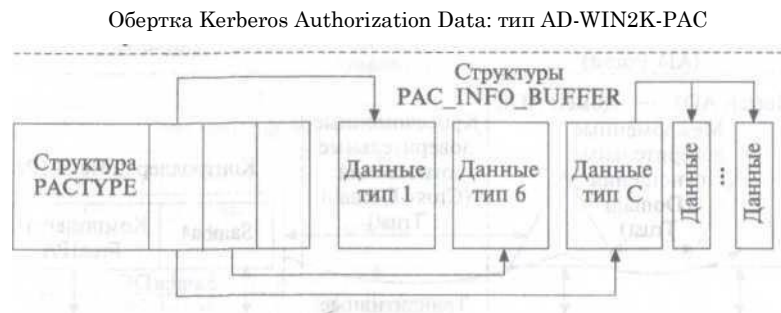 Обертка Kerberos Authorization Data: тип AD-WIN2K-PAC
Структуры
PAC_INFO_BUFFER
Структура
PACTYPE
Данные
тип 1
Данные
тип 6
Данные
тип C
Данные
...
Данные